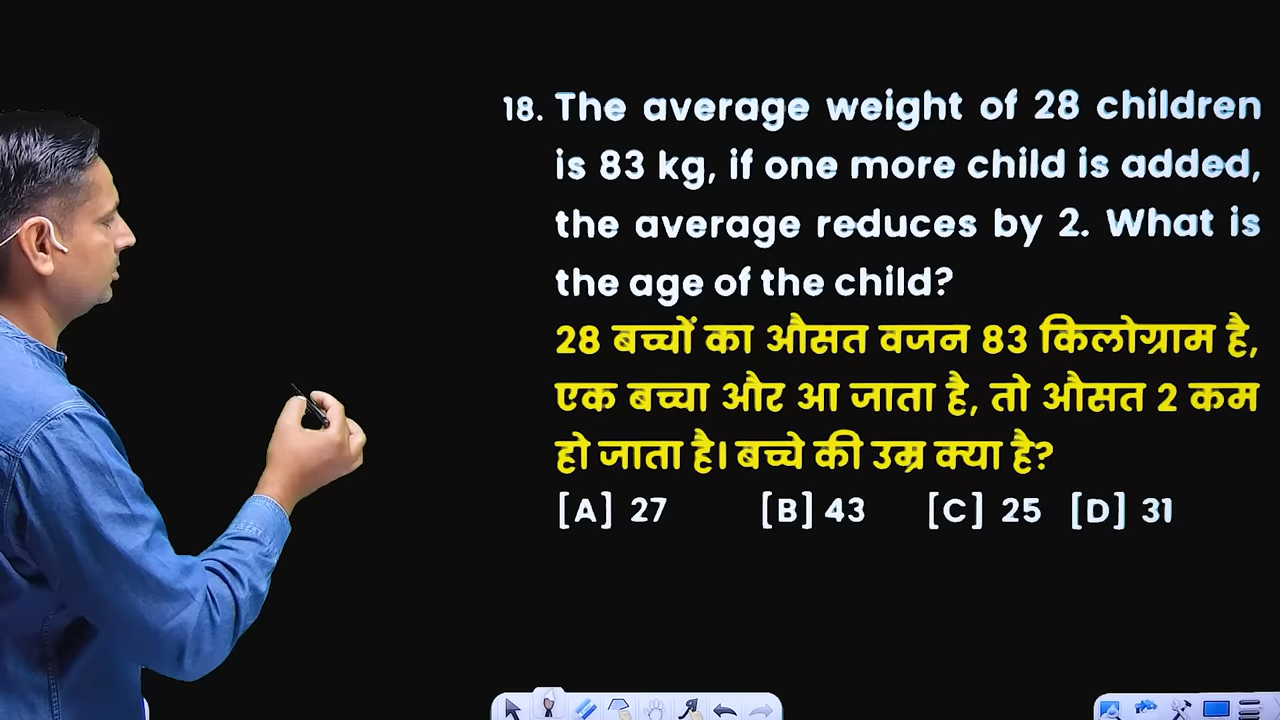 18. The average weight of 28 children
is 83 kg, if one more child is added,
the average reduces by 2. What is
the age of the child?
28 बच्चों का औसत वजन 83 किलोग्राम है,
एक बच्चा और आ जाता है, तो औसत 2 कम
हो जाता है। बच्चे की उम्र क्या है?
[A] 27 [B] 43 [C] 25 [D] 31